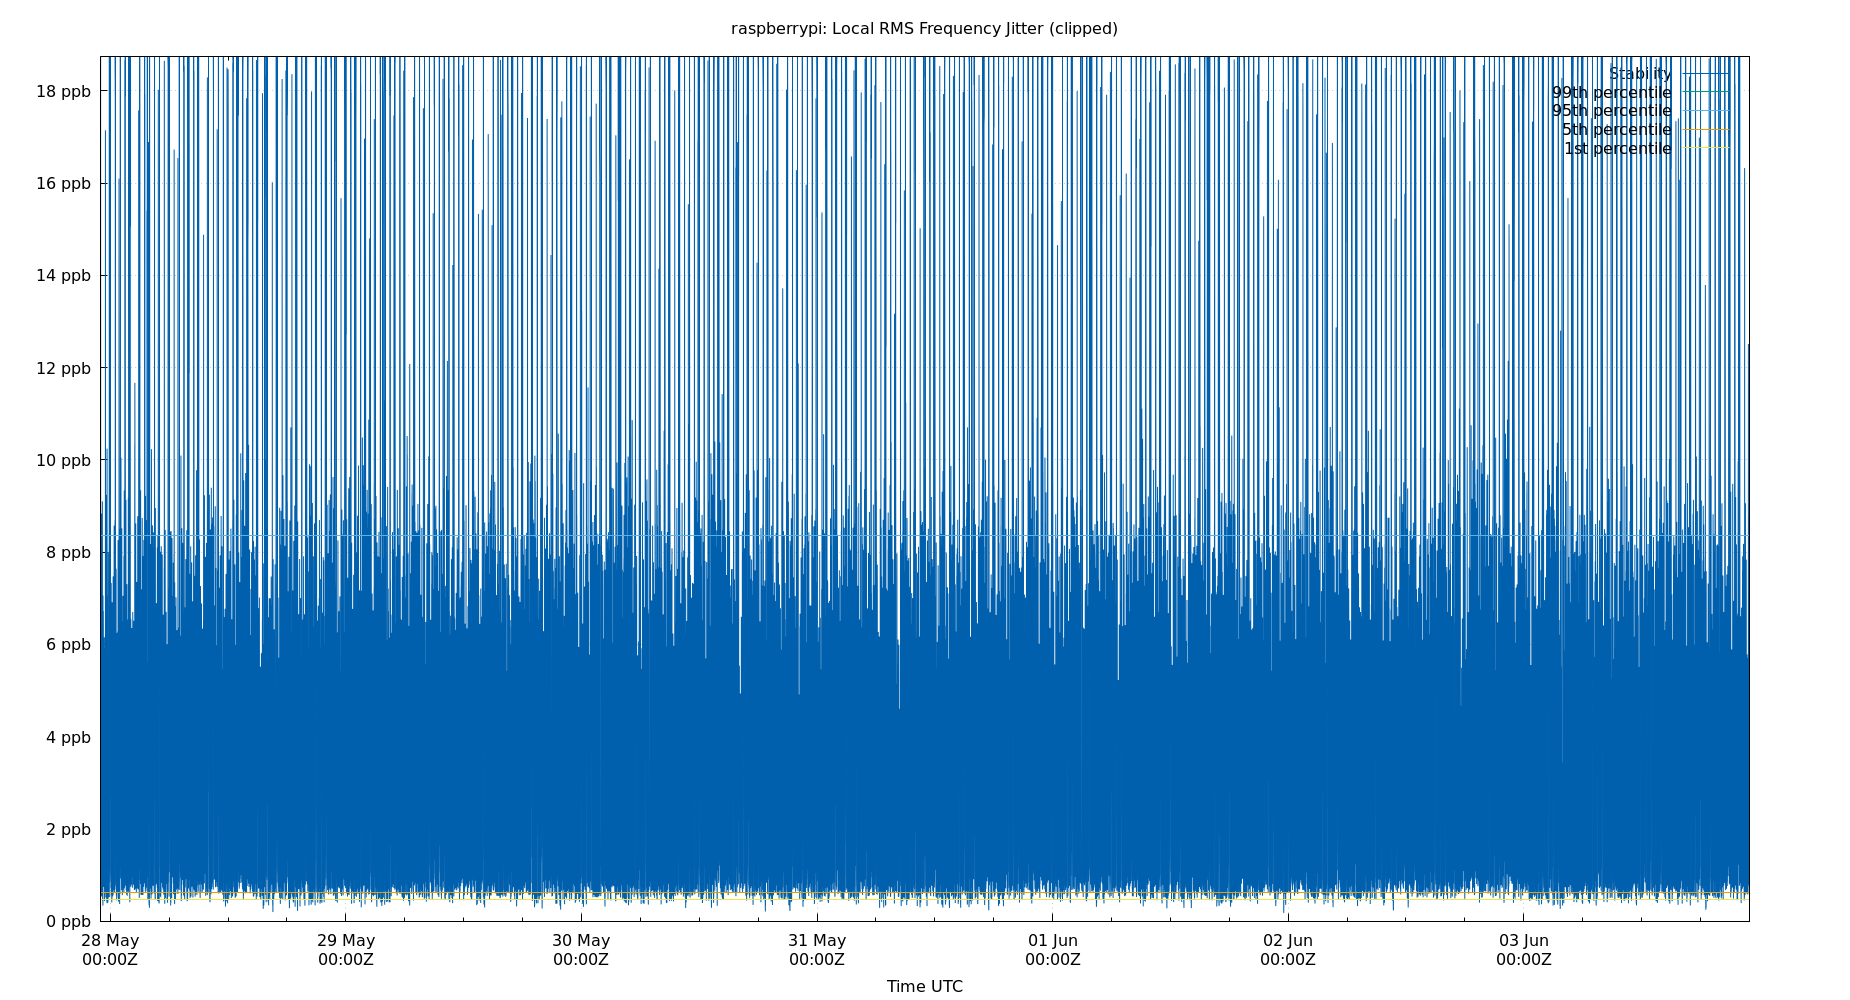 raspberrypi: Local RMS Frequency Jitter (clipped)
Stability
99th percentile
95th percentile
5th percentile
1st percentile
18 ppb
16 ppb
14 ppb
12 ppb
10 ppb
8 ppb
6 ppb
4 ppb
2 ppb
0 ppb
28 May 29 May 30 May 31 May 01 Jun 02 Jun 03 Jun
00:00Z 00:00Z 00:00Z 00:00Z 00:00Z 00:00Z 00:00Z
Time UTC